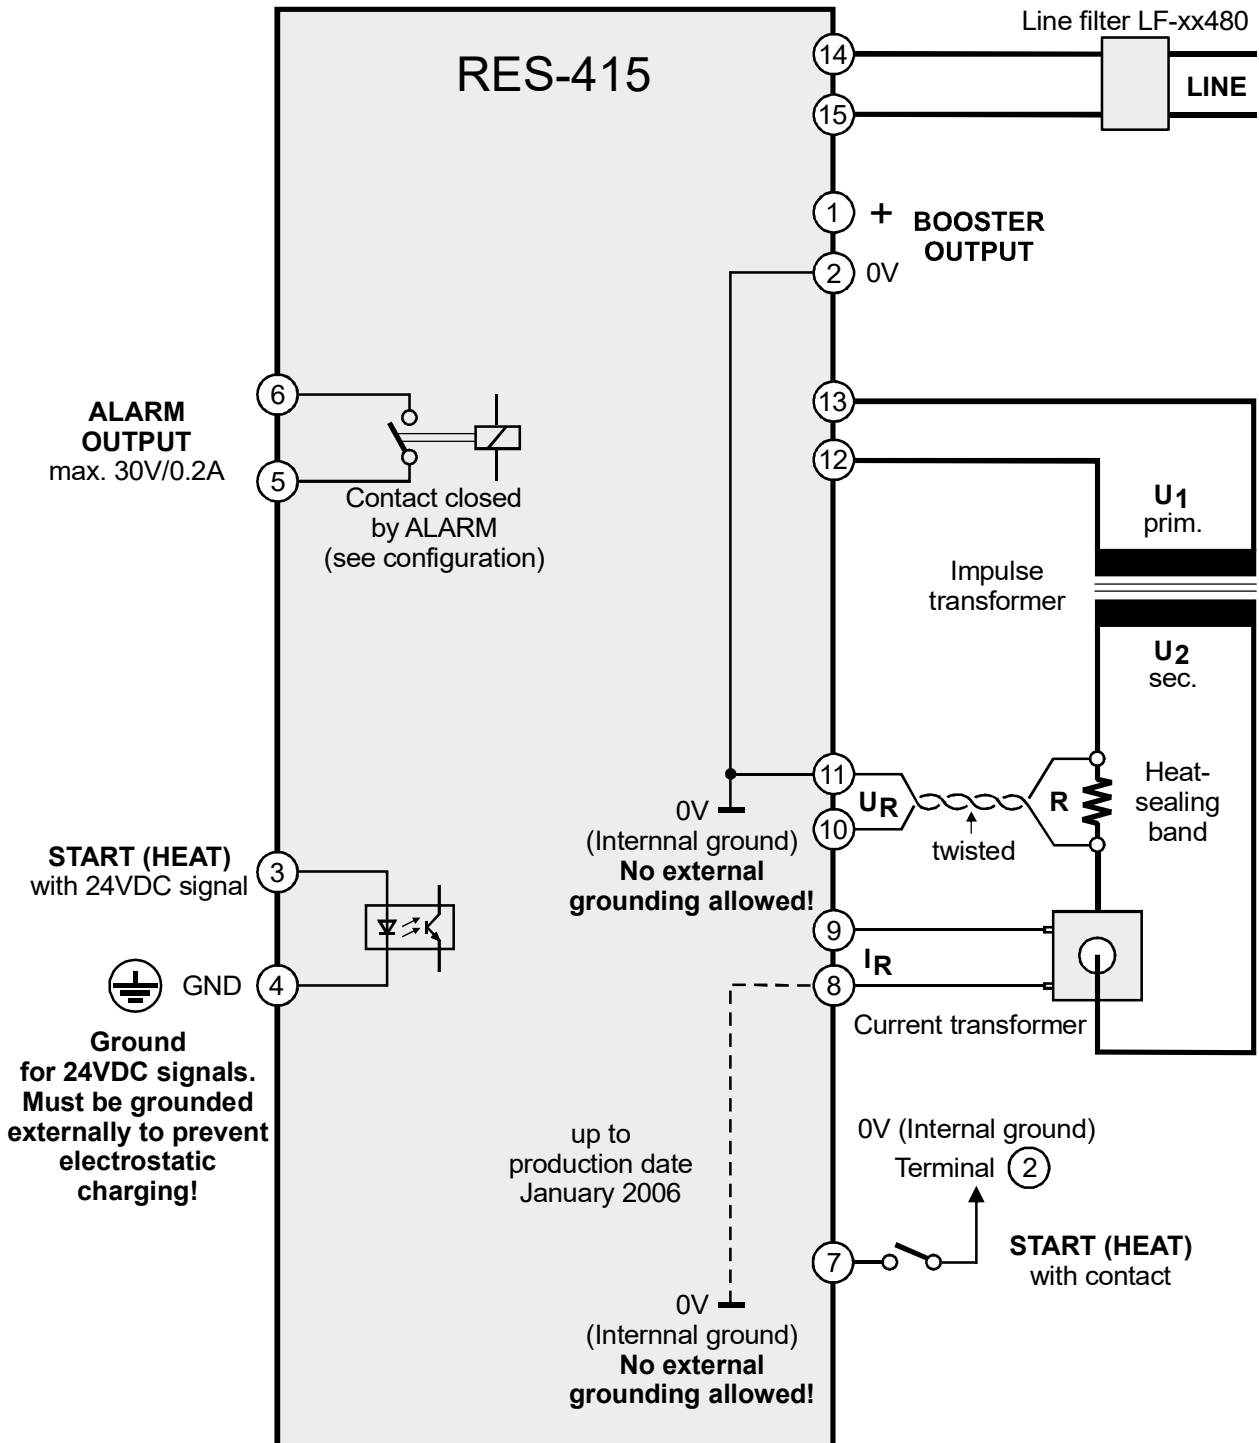 Line filter LF-xx480
RES-415
14
LINE
15
1
+
BOOSTER
OUTPUT
2
0V
6
ALARM
OUTPUT
max. 30V/0.2A
5
Contact closed
by ALARM
(see configuration)
13
12
U1
prim.
Impulse
transformer
U2
sec.
11
UR
R
Heat-
sealing
band
10
twisted
0V
(Internnal ground)
No external
grounding allowed!
START (HEAT)
with 24VDC signal
3
GND
4
Ground
for 24VDC signals.
Must be grounded
externally to prevent
electrostatic
charging!
9
IR
8
Current transformer
up to
production date
January 2006
0V (Internal ground)
Terminal 2
7
START (HEAT)
with contact
0V
(Internnal ground)
No external
grounding allowed!